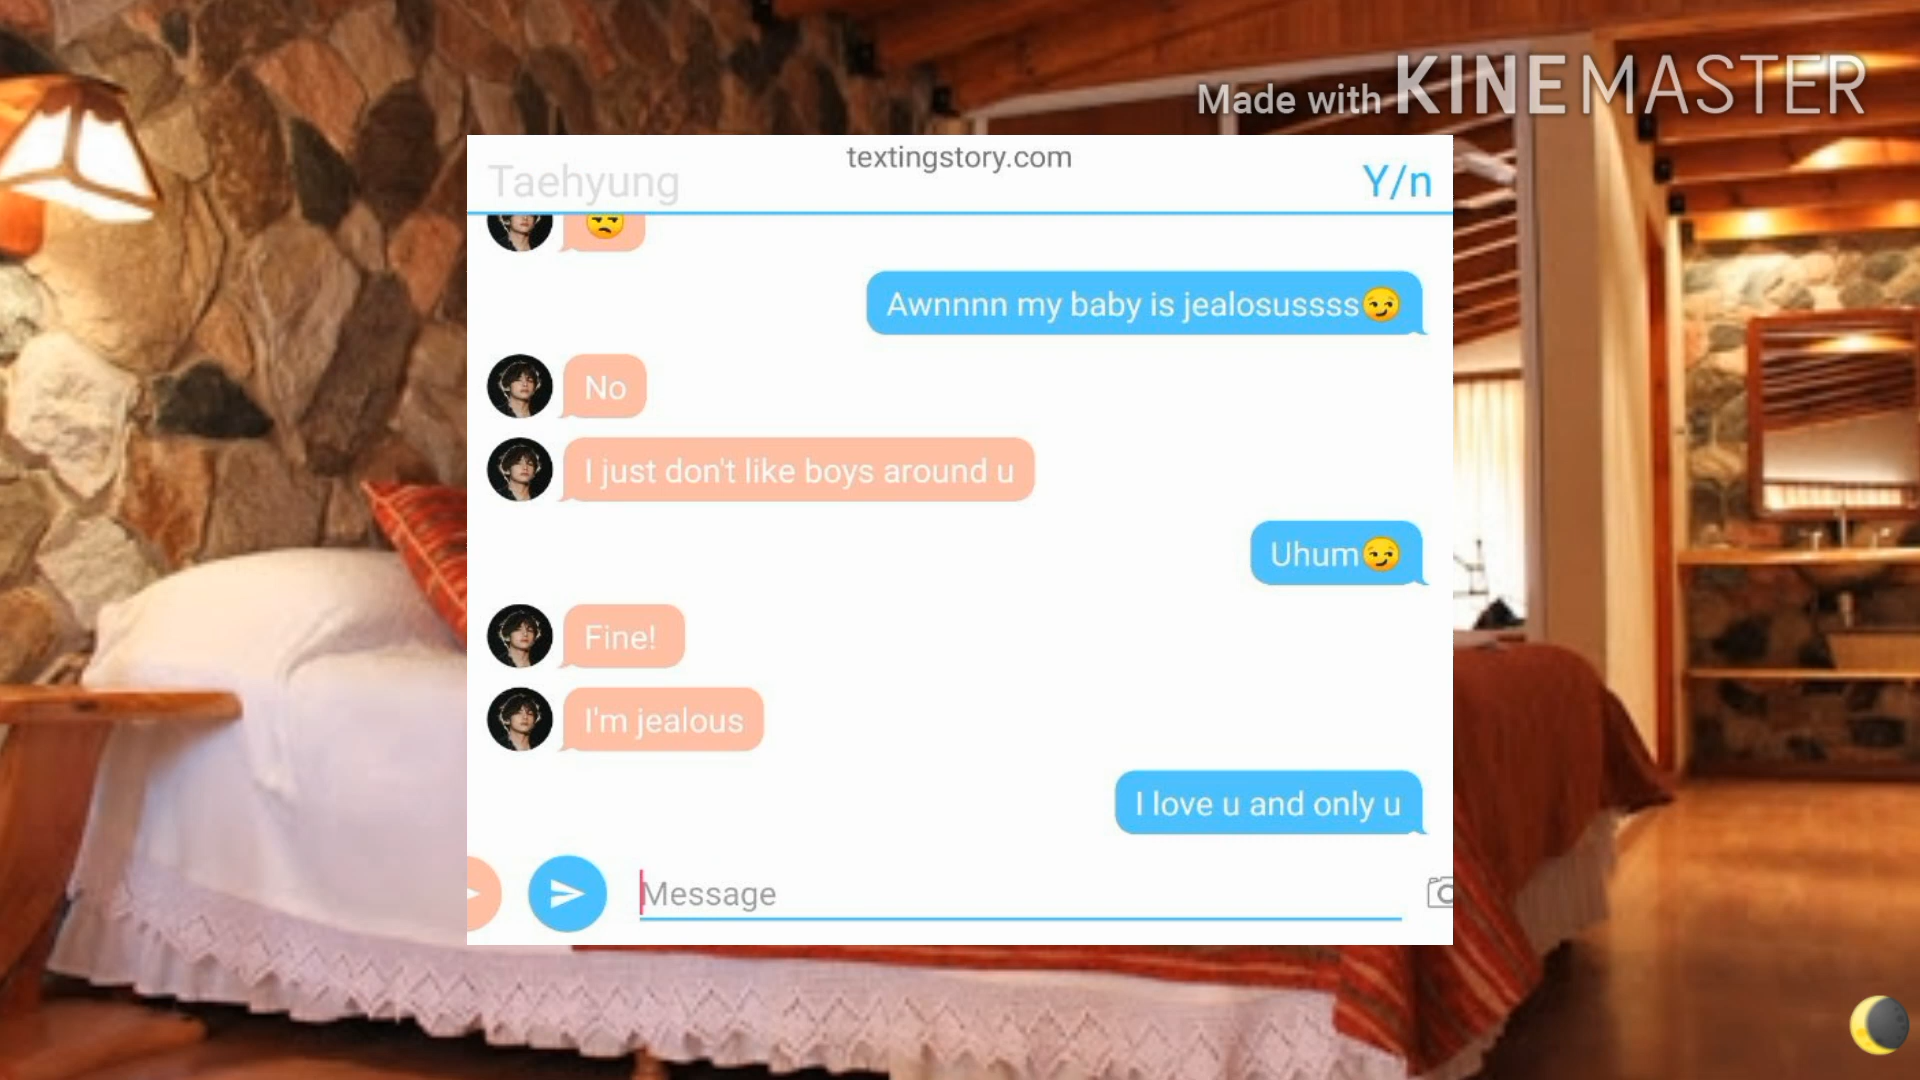 Made with KINEMASTER
textingstory.com
Taehyung
Y/n
😒
Awnnnn my baby is jealosussss😏
No
I just don't like boys around u
Uhum😏
Fine!
I'm jealous
I love u and only u
Message